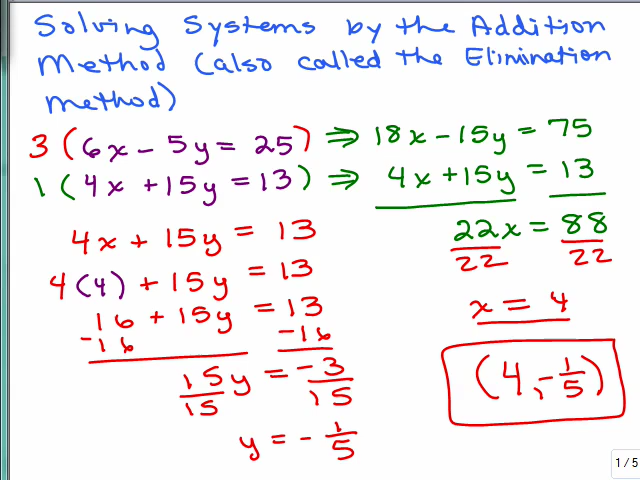 Solving Systems by the Addition
Method (also called the Elimination
method)
3 (6x - 5y = 25) ⇒ 18x - 15y = 75
1 (4x + 15y = 13) ⇒ 4x + 15y = 13
22x = 88
22 22
x = 4
(4, -1/5)
4x + 15y = 13
4(4) + 15y = 13
16 + 15y = 13
-16 -16
15y = -3
15 15
y = - 1/5
1/5